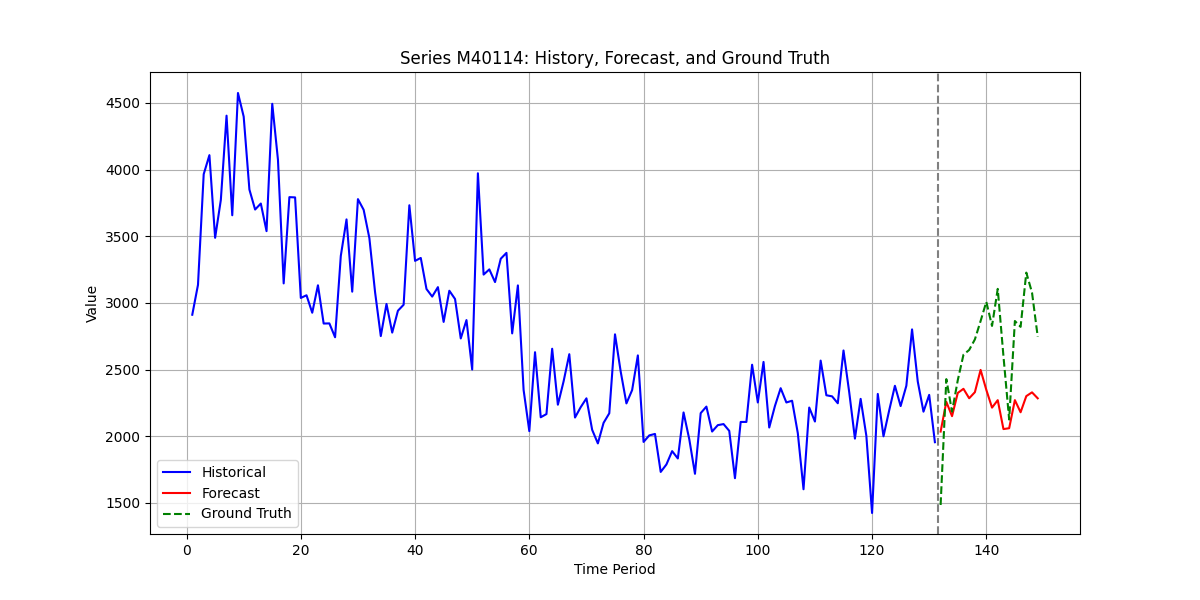 Series M40114: History, Forecast, and Ground Truth
Value
4500
4000
3500
3000
2500
2000
1500
Historical
Forecast
Ground Truth
0 20 40 60 80 100 120 140
Time Period